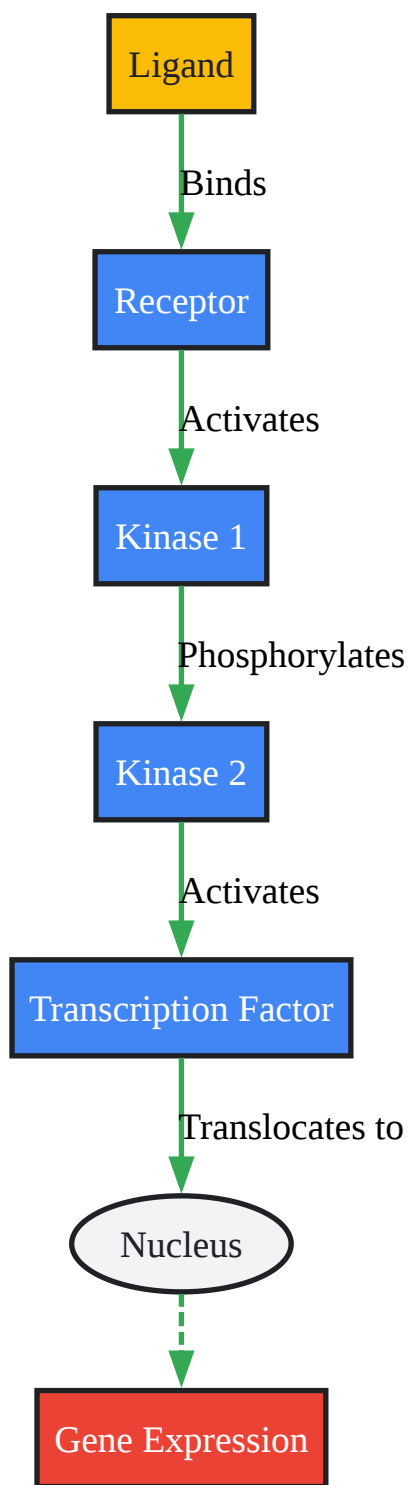 Ligand
Binds
Receptor
Activates
Kinase 1
Phosphorylates
Kinase 2
Activates
Transcription Factor
Translocates to
Nucleus
Gene Expression